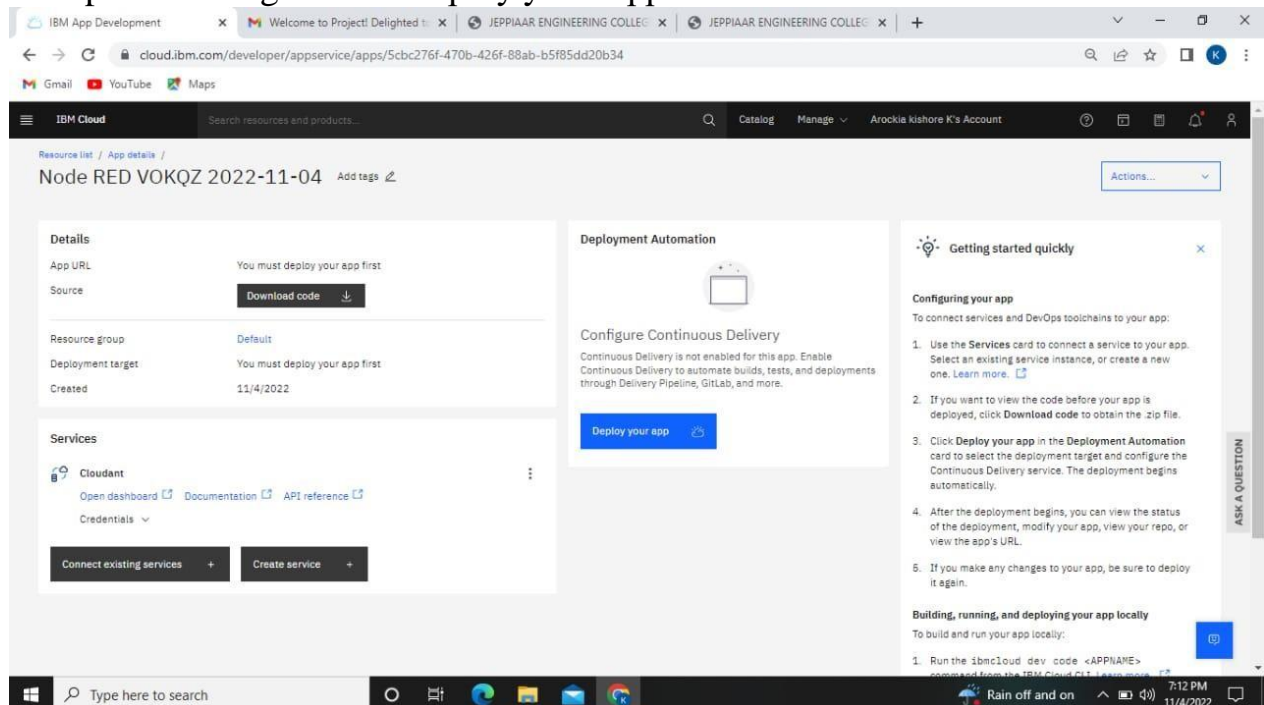 IBM App Development
Welcome to Project! Delighted t
JEPPIAAR ENGINEERING COLLEG
JEPPIAAR ENGINEERING COLLEG
cloud.ibm.com/developer/appservice/apps/5cbc276f-470b-426f-88ab-b5f85dd20b34
K
Gmail YouTube Maps
IBM Cloud Search resources and products... Catalog Manage Arockia kishore K's Account
Resource list / App details /
Node RED VOKQZ 2022-11-04 Add tags
Actions...
Details
App URL You must deploy your app first
Source Download code
Resource group Default
Deployment target You must deploy your app first
Created 11/4/2022
Services
Cloudant
Open dashboard Documentation API reference
Credentials
Connect existing services + Create service +
Deployment Automation
Configure Continuous Delivery
Continuous Delivery is not enabled for this app. Enable
Continuous Delivery to automate builds, tests, and deployments
through Delivery Pipeline, GitLab, and more.
Deploy your app
Getting started quickly
Configuring your app
To connect services and DevOps toolchains to your app:
1. Use the Services card to connect a service to your app.
Select an existing service instance, or create a new
one. Learn more.
2. If you want to view the code before your app is
deployed, click Download code to obtain the .zip file.
3. Click Deploy your app in the Deployment Automation
card to select the deployment target and configure the
Continuous Delivery service. The deployment begins
automatically.
4. After the deployment begins, you can view the status
of the deployment, modify your app, view your repo, or
view the app's URL.
5. If you make any changes to your app, be sure to deploy
it again.
Building, running, and deploying your app locally
To build and run your app locally:
1. Run the ibmcloud dev code <APPNAME>
command from the IBM Cloud CLI. Learn more.
ASK A QUESTION
Type here to search
Rain off and on
7:12 PM
11/4/2022